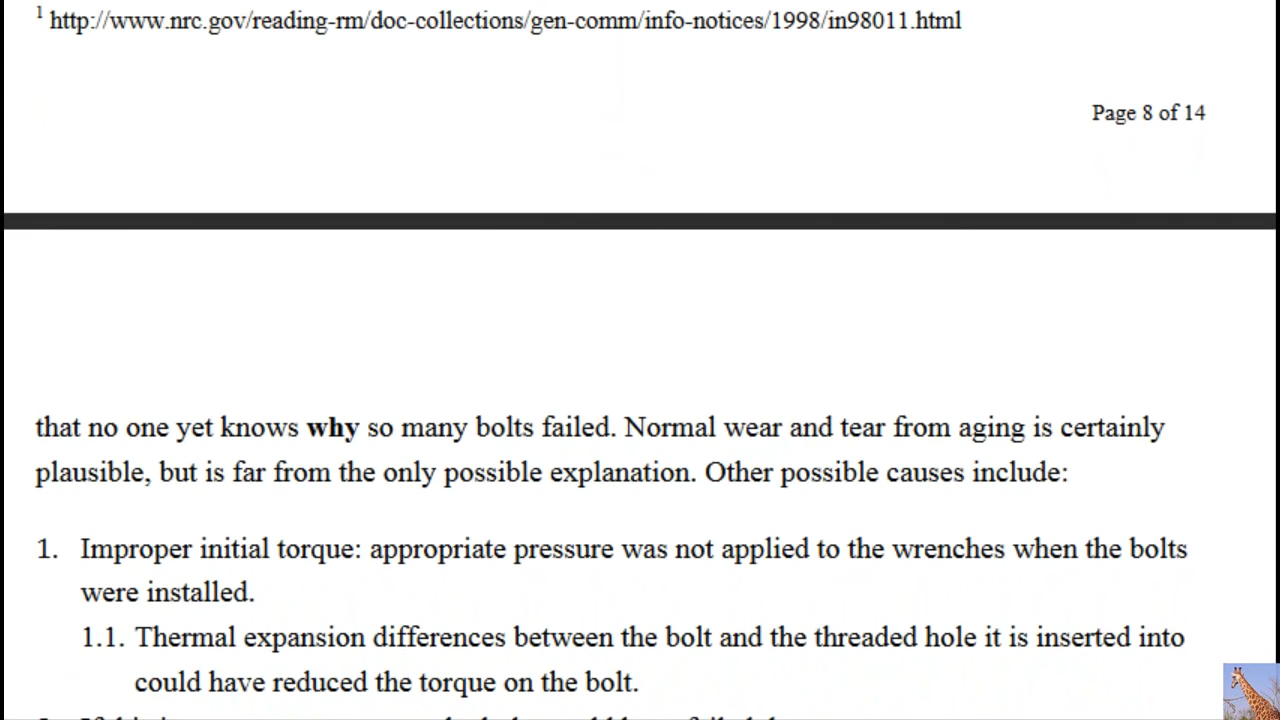 1 http://www.nrc.gov/reading-rm/doc-collections/gen-comm/info-notices/1998/in98011.html
Page 8 of 14
that no one yet knows why so many bolts failed. Normal wear and tear from aging is certainly
plausible, but is far from the only possible explanation. Other possible causes include:
1. Improper initial torque: appropriate pressure was not applied to the wrenches when the bolts
were installed.
1.1. Thermal expansion differences between the bolt and the threaded hole it is inserted into
could have reduced the torque on the bolt.